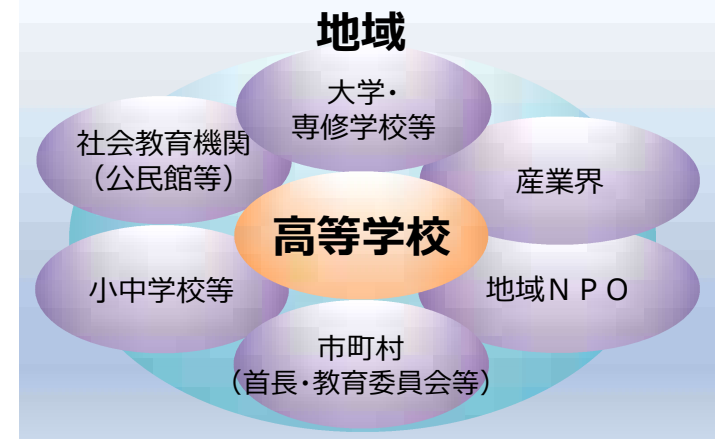 地域
大学・
専修学校等
社会教育機関
（公民館等）
産業界
高等学校
小中学校等
地域ＮＰＯ
市町村
（首長・教育委員会等）